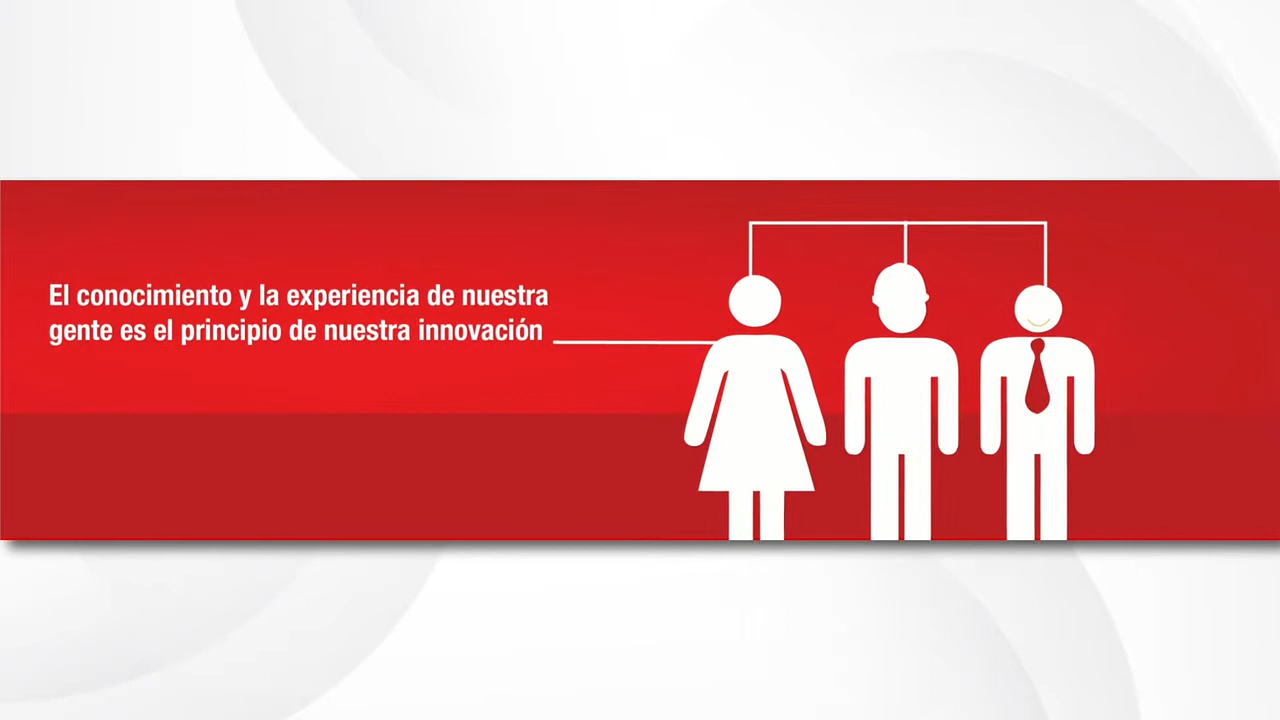 El conocimiento y la experiencia de nuestra
gente es el principio de nuestra innovación